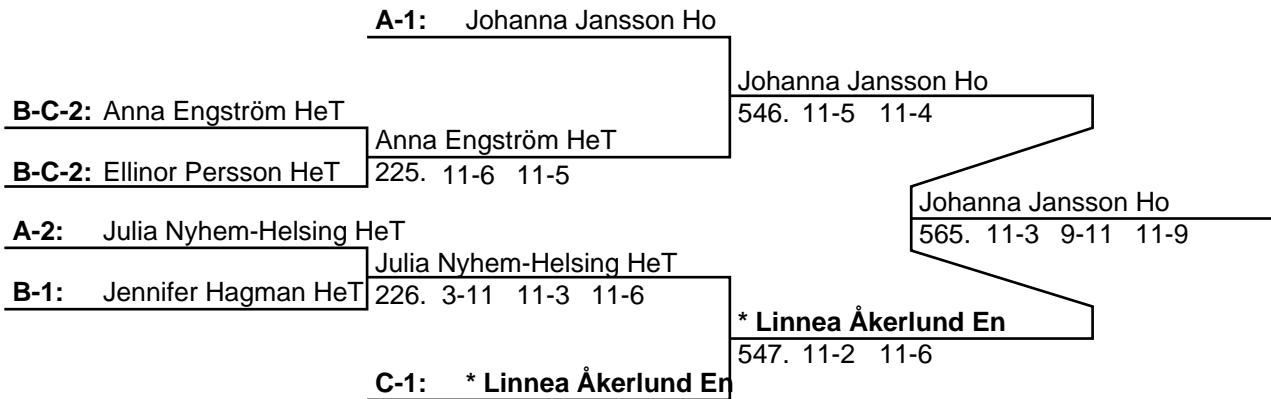 A-1: Johanna Jansson Ho
Johanna Jansson Ho
546. 11-5 11-4
B-C-2: Anna Engström HeT
Anna Engström HeT
B-C-2: Ellinor Persson HeT
225. 11-6 11-5
Johanna Jansson Ho
565. 11-3 9-11 11-9
A-2: Julia Nyhem-Helsing HeT
Julia Nyhem-Helsing HeT
B-1: Jennifer Hagman HeT
226. 3-11 11-3 11-6
* Linnea Åkerlund En
547. 11-2 11-6
C-1: * Linnea Åkerlund En